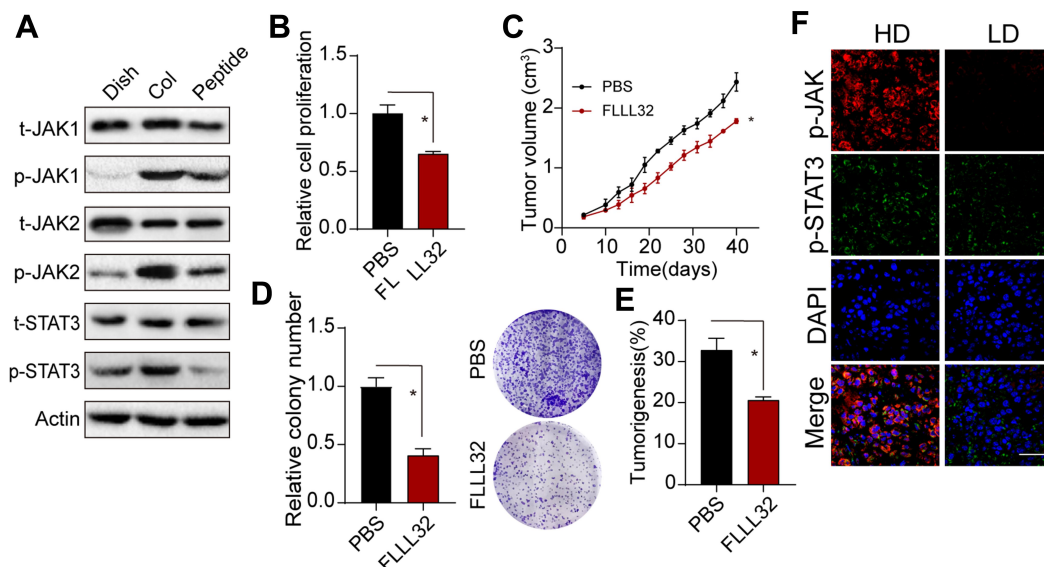 A
Dish Col Peptide
t-JAK1
p-JAK1
t-JAK2
p-JAK2
t-STAT3
p-STAT3
Actin
B
Relative cell proliferation
1.5
1.0
0.5
0.0
*
PBS
FL LL32
C
Tumor volume (cm3)
3
2
1
0
PBS
FLLL32
*
0 10 20 30 40
Time(days)
D
Relative colony number
1.5
1.0
0.5
0.0
*
PBS
FLLL32
PBS
FLLL32
E
Tumorigenesis(%)
40
30
20
10
0
*
PBS
FLLL32
F
HD LD
p-JAK
p-STAT3
DAPI
Merge